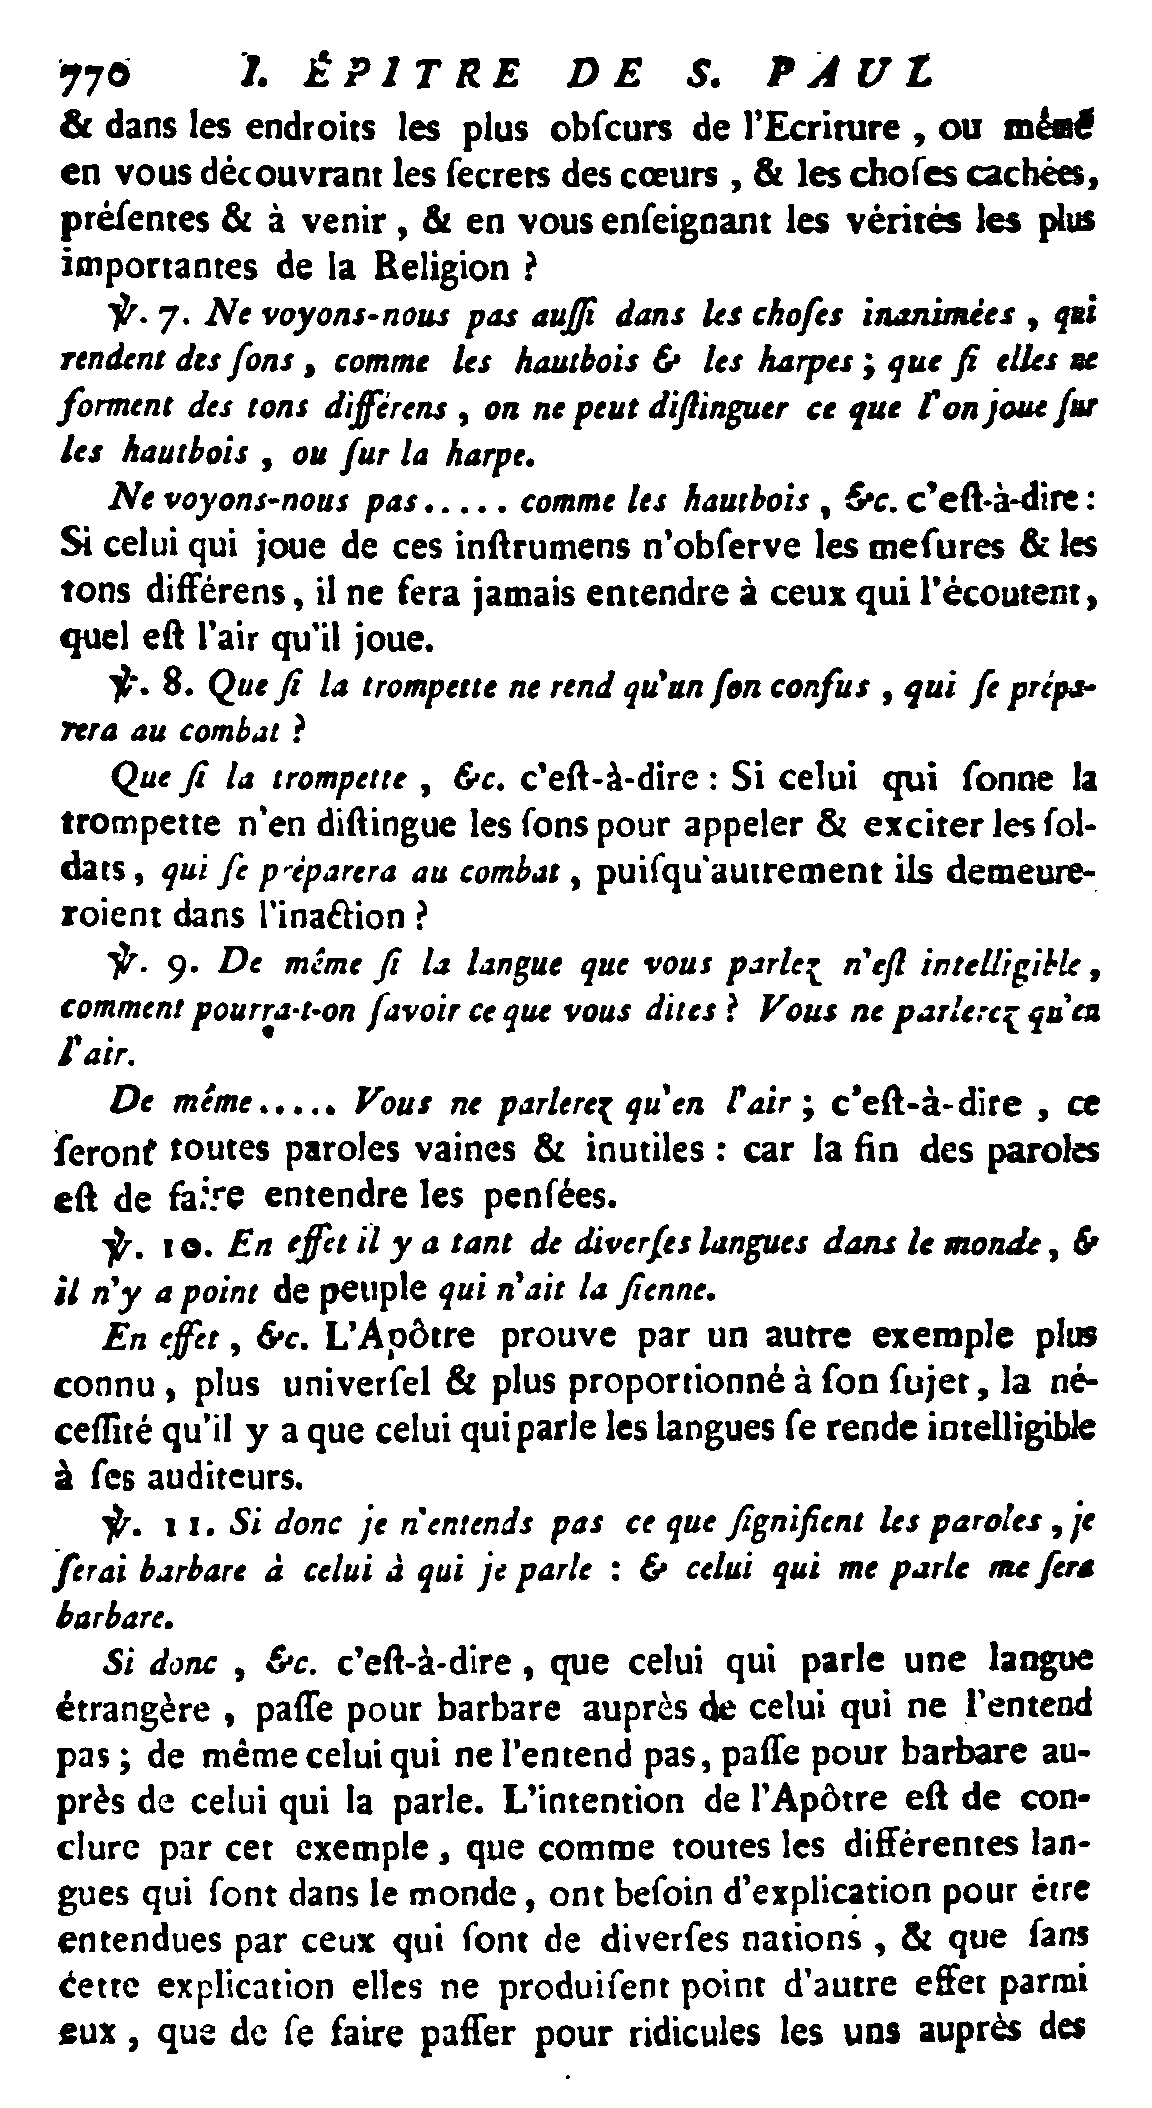 770 I. ÉPITRE DE S. PAUL
& dans les endroits les plus obſcurs de l'Ecriture , ou même
en vous découvrant les ſecrets des cœurs , & les choſes cachées,
préſentes & à venir , & en vous enſeignant les vérités les plus
importantes de la Religion ?
℣. 7. Ne voyons-nous pas auſſi dans les choſes inanimées , qui
rendent des ſons , comme les hautbois & les harpes ; que ſi elles ne
forment des tons différens , on ne peut diſtinguer ce que l'on joue ſur
les hautbois , ou ſur la harpe.
Ne voyons-nous pas ..... comme les hautbois , &c. c'eſt-à-dire :
Si celui qui joue de ces inſtrumens n'obſerve les meſures & les
tons différens , il ne fera jamais entendre à ceux qui l'écoutent ,
quel eſt l'air qu'il joue.
℣. 8. Que ſi la trompette ne rend qu'un ſon confus , qui ſe prépa-
rera au combat ?
Que ſi la trompette , &c. c'eſt-à-dire : Si celui qui ſonne la
trompette n'en diſtingue les ſons pour appeler & exciter les ſol-
dats , qui ſe préparera au combat , puiſqu'autrement ils demeure-
roient dans l'inaction ?
℣. 9. De même ſi la langue que vous parlez n'eſt intelligible ,
comment pourra-t-on ſavoir ce que vous dites ? Vous ne parlerez qu'en
l'air.
De même ..... Vous ne parlerez qu'en l'air ; c'eſt-à-dire , ce
ſeront toutes paroles vaines & inutiles : car la fin des paroles
eſt de faire entendre les penſées.
℣. 10. En effet il y a tant de diverſes langues dans le monde , &
il n'y a point de peuple qui n'ait la ſienne.
En effet , &c. L'Apôtre prouve par un autre exemple plus
connu , plus univerſel & plus proportionné à ſon ſujet , la né-
ceſſité qu'il y a que celui qui parle les langues ſe rende intelligible
à ſes auditeurs.
℣. 11. Si donc je n'entends pas ce que ſignifient les paroles , je
ſerai barbare à celui à qui je parle : & celui qui me parle me ſera
barbare.
Si donc , &c. c'eſt-à-dire , que celui qui parle une langue
étrangère , paſſe pour barbare auprès de celui qui ne l'entend
pas ; de même celui qui ne l'entend pas , paſſe pour barbare au-
près de celui qui la parle. L'intention de l'Apôtre eſt de con-
clure par cet exemple , que comme toutes les différentes lan-
gues qui ſont dans le monde , ont beſoin d'explication pour être
entendues par ceux qui ſont de diverſes nations , & que ſans
cette explication elles ne produiſent point d'autre effet parmi
eux , que de ſe faire paſſer pour ridicules les uns auprès des